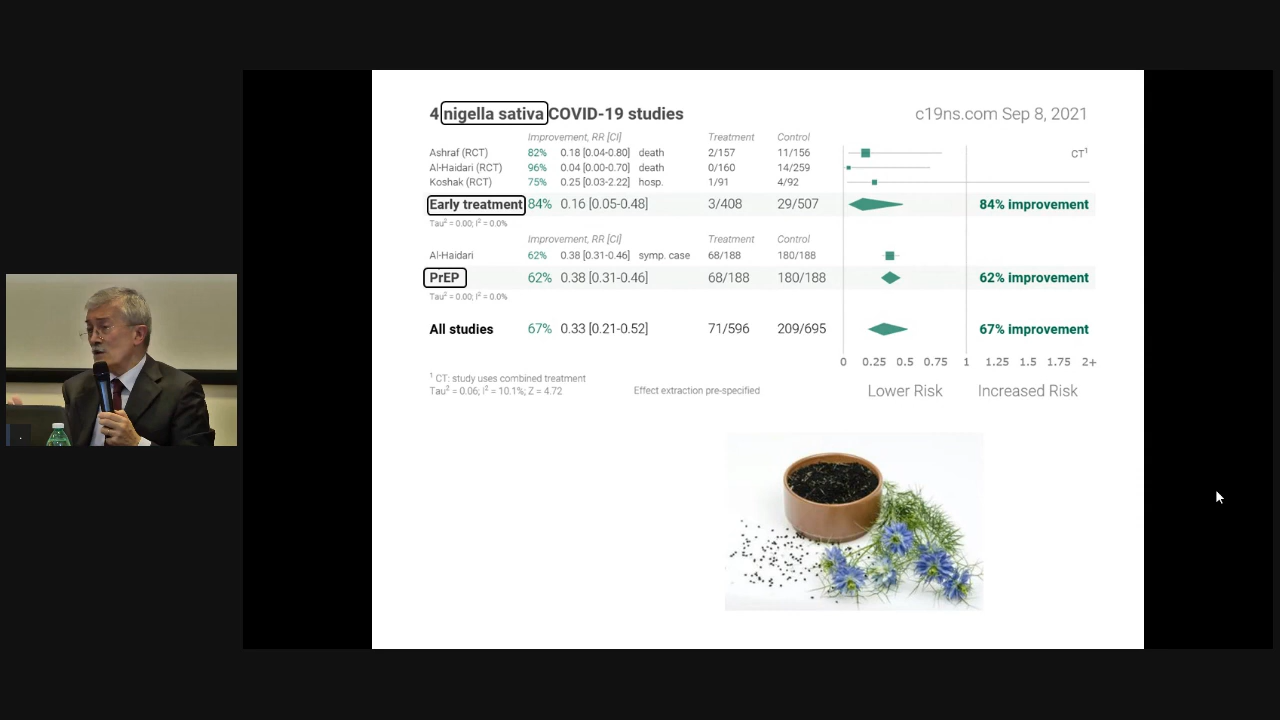 4 nigella sativa COVID-19 studies c19ns.com Sep 8, 2021
Improvement, RR [CI] Treatment Control
Ashraf (RCT) 82% 0.18 [0.04-0.80] death 2/157 11/156 CT¹
Al-Haidari (RCT) 96% 0.04 [0.00-0.70] death 0/160 14/259
Koshak (RCT) 75% 0.25 [0.03-2.22] hosp. 1/91 4/92
Early treatment 84% 0.16 [0.05-0.48] 3/408 29/507 84% improvement
Tau² = 0.00; I² = 0.0%
Improvement, RR [CI] Treatment Control
Al-Haidari 62% 0.38 [0.31-0.46] symp. case 68/188 180/188
PrEP 62% 0.38 [0.31-0.46] 68/188 180/188 62% improvement
Tau² = 0.00; I² = 0.0%
All studies 67% 0.33 [0.21-0.52] 71/596 209/695 67% improvement
0 0.25 0.5 0.75 1 1.25 1.5 1.75 2+
¹ CT: study uses combined treatment
Tau² = 0.06; I² = 10.1%; Z = 4.72 Effect extraction pre-specified Lower Risk Increased Risk